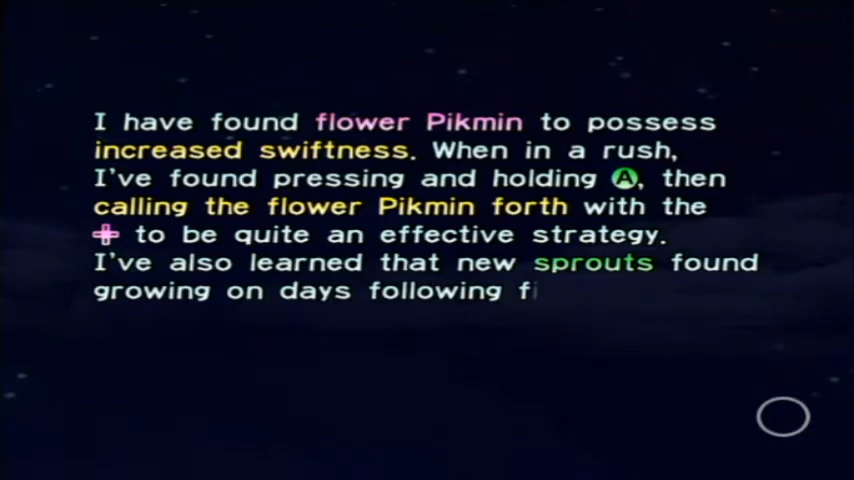 I have found flower Pikmin to possess
increased swiftness. When in a rush,
I've found pressing and holding A, then
calling the flower Pikmin forth with the
to be quite an effective strategy.
I've also learned that new sprouts found
growing on days following fi